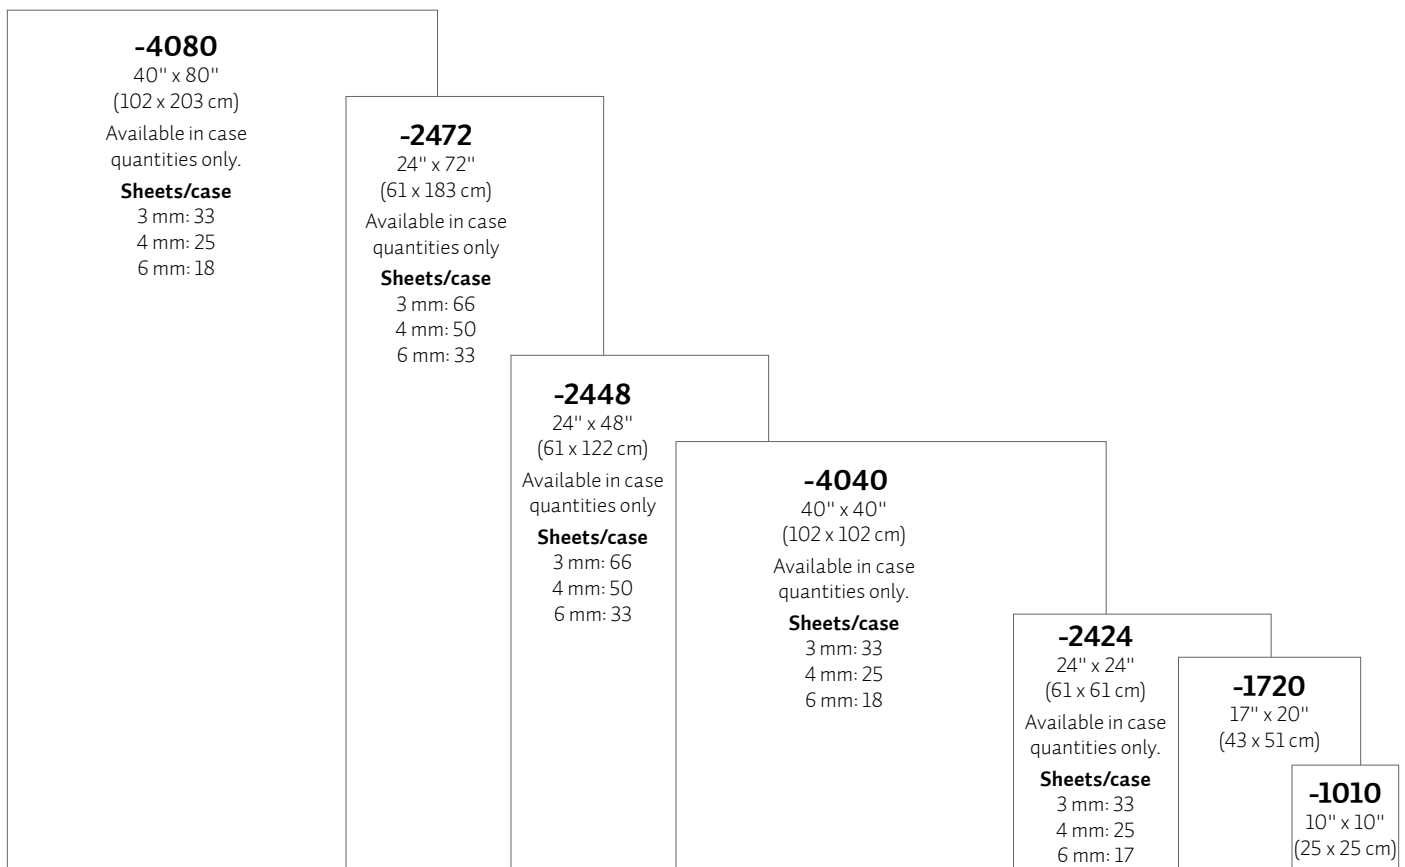 -4080
40" x 80"
(102 x 203 cm)
Available in case
quantities only.
Sheets/case
3 mm: 33
4 mm: 25
6 mm: 18
-2472
24" x 72"
(61 x 183 cm)
Available in case
quantities only
Sheets/case
3 mm: 66
4 mm: 50
6 mm: 33
-2448
24" x 48"
(61 x 122 cm)
Available in case
quantities only
Sheets/case
3 mm: 66
4 mm: 50
6 mm: 33
-4040
40" x 40"
(102 x 102 cm)
Available in case
quantities only.
Sheets/case
3 mm: 33
4 mm: 25
6 mm: 18
-2424
24" x 24"
(61 x 61 cm)
Available in case
quantities only.
Sheets/case
3 mm: 33
4 mm: 25
6 mm: 17
-1720
17" x 20"
(43 x 51 cm)
-1010
10" x 10"
(25 x 25 cm)